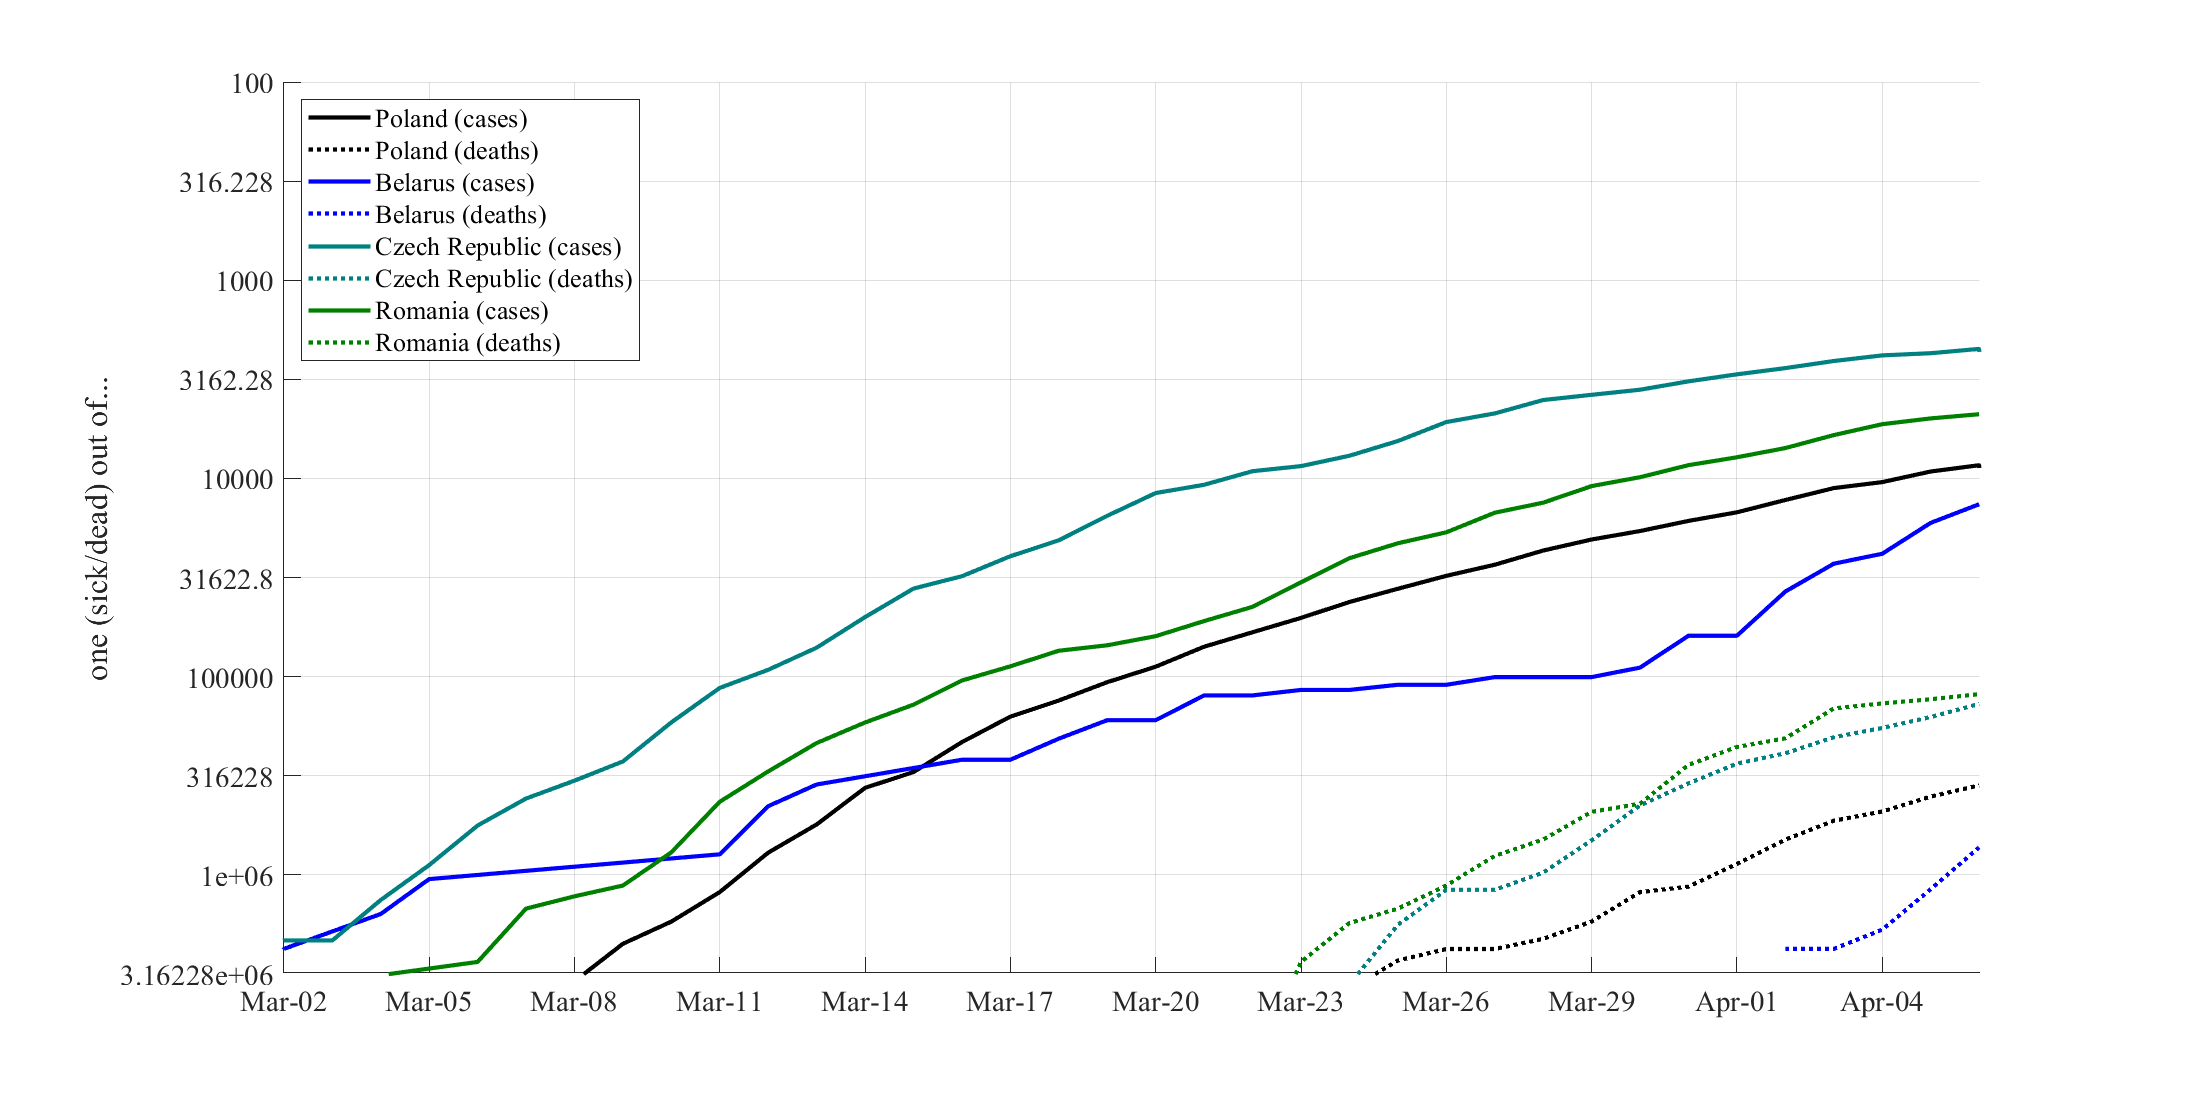 100
316.228
1000
3162.28
10000
31622.8
100000
316228
1e+06
3.16228e+06
one (sick/dead) out of...
Poland (cases)
Poland (deaths)
Belarus (cases)
Belarus (deaths)
Czech Republic (cases)
Czech Republic (deaths)
Romania (cases)
Romania (deaths)
Mar-02 Mar-05 Mar-08 Mar-11 Mar-14 Mar-17 Mar-20 Mar-23 Mar-26 Mar-29 Apr-01 Apr-04